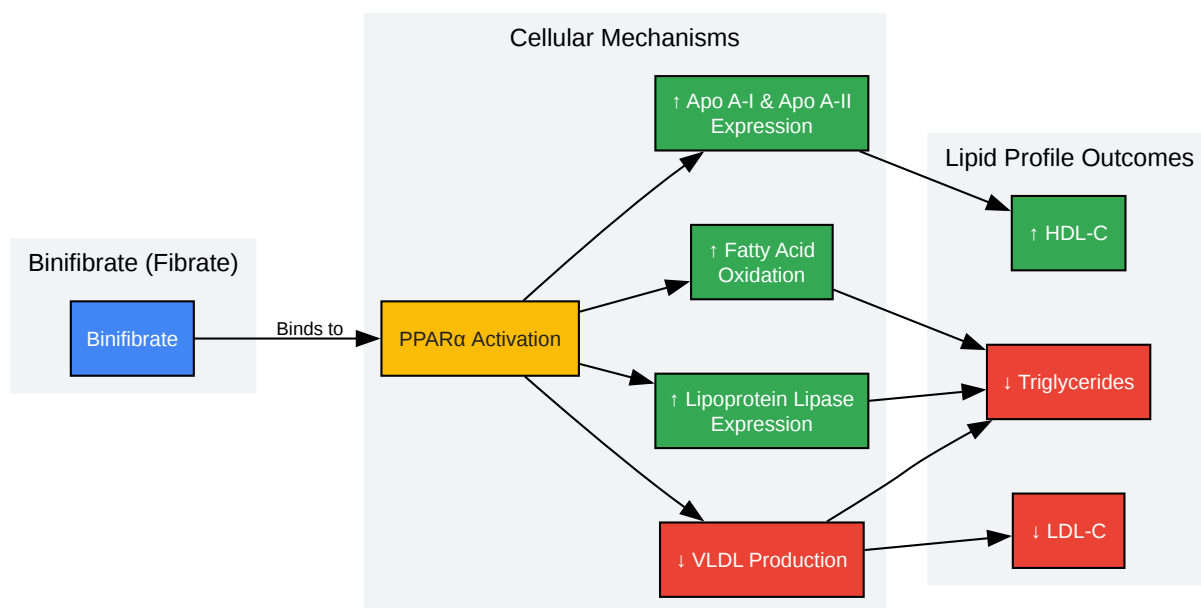 Cellular Mechanisms
↑ Apo A-I & Apo A-II
Expression
Lipid Profile Outcomes
↑ HDL-C
Binifibrate (Fibrate)
↑ Fatty Acid
Oxidation
Binifibrate
Binds to
PPARα Activation
↓ Triglycerides
↑ Lipoprotein Lipase
Expression
↓ LDL-C
↓ VLDL Production